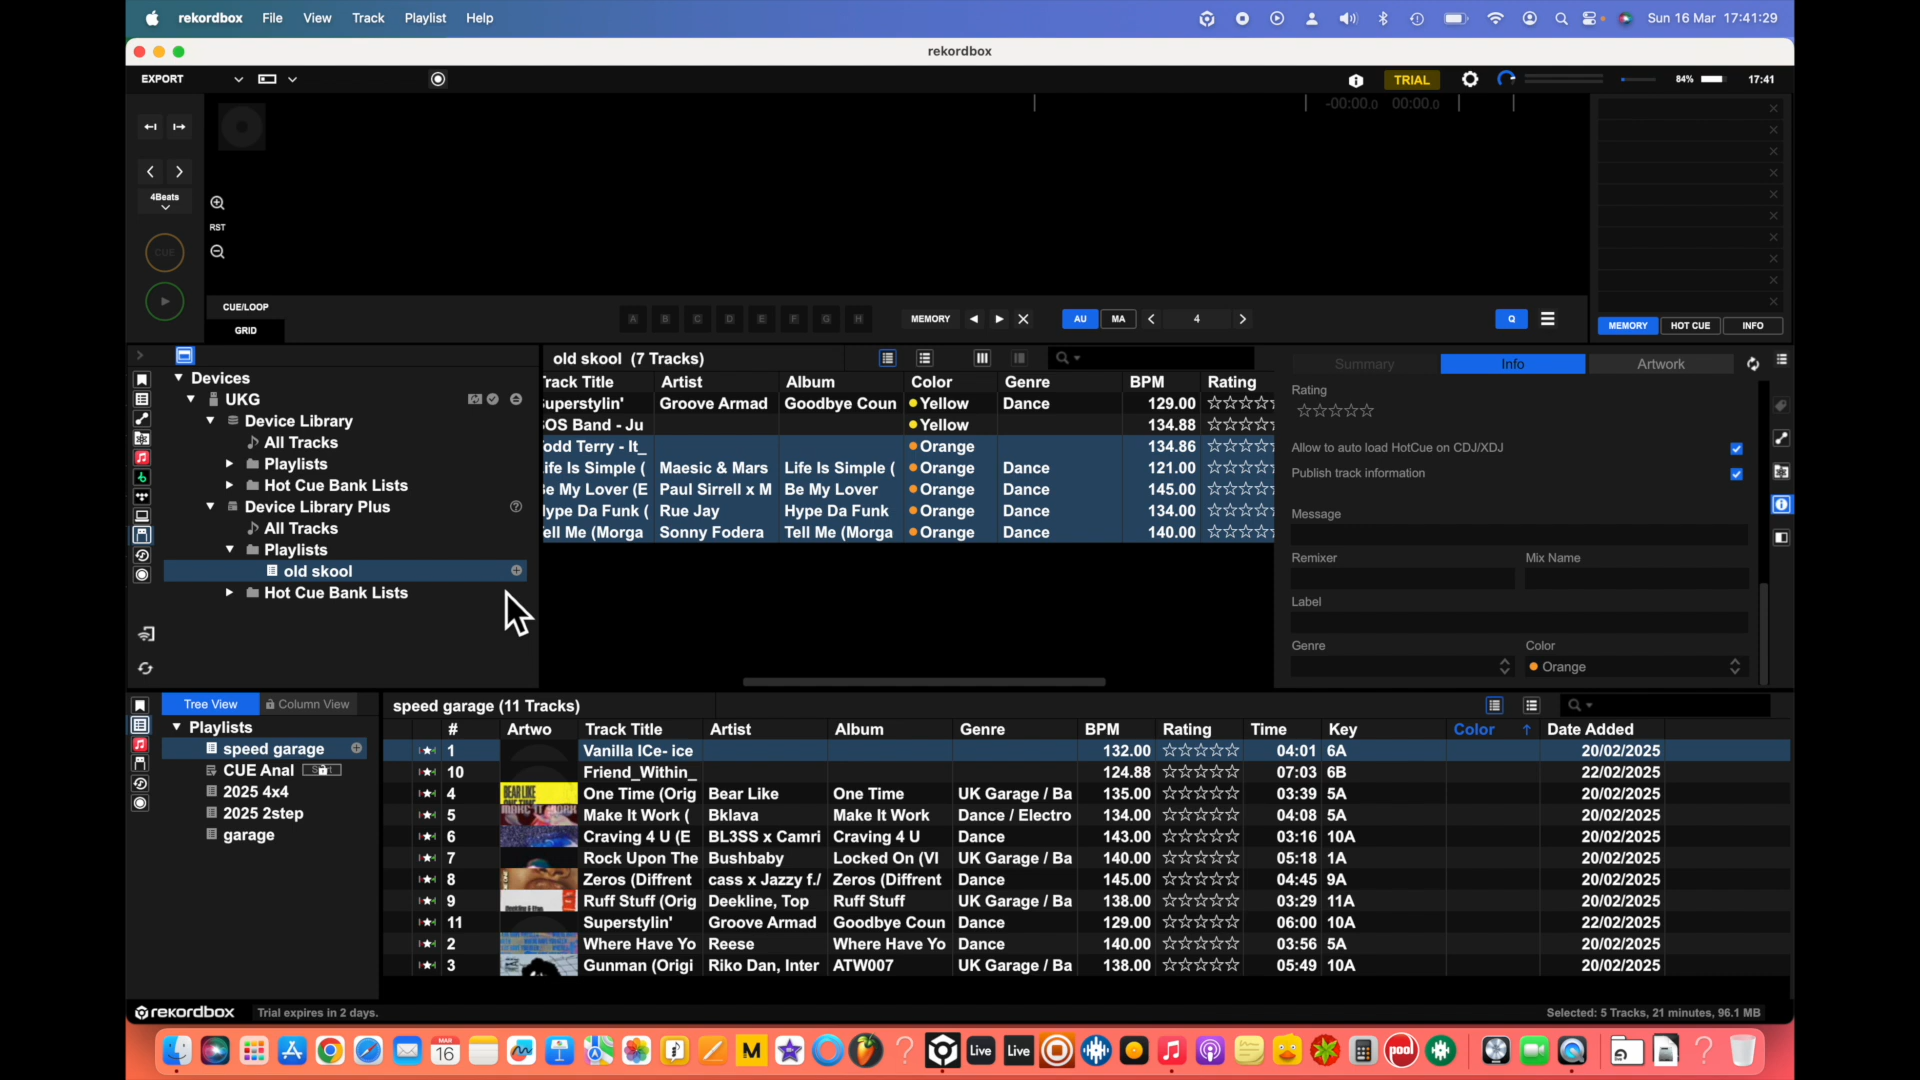 rekordbox File View Track Playlist Help Sun 16 Mar 17:41:29
rekordbox
EXPORT TRIAL 84% 17:41
-00:00.0 00:00.0
4Beats
RST
CUE
CUE/LOOP
GRID
A B C D E F G H MEMORY AU MA 4 Q
MEMORY HOT CUE INFO
Devices
UKG
Device Library
All Tracks
Playlists
Hot Cue Bank Lists
Device Library Plus
All Tracks
Playlists
old skool
Hot Cue Bank Lists
old skool (7 Tracks)
Track Title Artist Album Color Genre BPM Rating
Superstylin' Groove Armad Goodbye Coun Yellow Dance 129.00
SOS Band - Ju Yellow 134.88
Todd Terry - It_ Orange 134.86
Life Is Simple ( Maesic & Mars Life Is Simple ( Orange Dance 121.00
Be My Lover (E Paul Sirrell x M Be My Lover Orange Dance 145.00
Hype Da Funk ( Rue Jay Hype Da Funk Orange Dance 134.00
Tell Me (Morga Sonny Fodera Tell Me (Morga Orange Dance 140.00
Summary Info Artwork
Rating
Allow to auto load HotCue on CDJ/XDJ
Publish track information
Message
Remixer Mix Name
Label
Genre Color
Orange
Tree View Column View
Playlists
speed garage
CUE Anal
2025 4x4
2025 2step
garage
speed garage (11 Tracks)
# Artwo Track Title Artist Album Genre BPM Rating Time Key Color Date Added
1 Vanilla ICe- ice 132.00 04:01 6A 20/02/2025
10 Friend_Within_ 124.88 07:03 6B 22/02/2025
4 One Time (Orig Bear Like One Time UK Garage / Ba 135.00 03:39 5A 20/02/2025
5 Make It Work ( Bklava Make It Work Dance / Electro 134.00 04:08 5A 20/02/2025
6 Craving 4 U (E BL3SS x Camri Craving 4 U Dance 143.00 03:16 10A 20/02/2025
7 Rock Upon The Bushbaby Locked On (VI UK Garage / Ba 140.00 05:18 1A 20/02/2025
8 Zeros (Diffrent cass x Jazzy f./ Zeros (Diffrent Dance 145.00 04:45 9A 20/02/2025
9 Ruff Stuff (Orig Deekline, Top Ruff Stuff UK Garage / Ba 138.00 03:29 11A 20/02/2025
11 Superstylin' Groove Armad Goodbye Coun Dance 129.00 06:00 10A 22/02/2025
2 Where Have Yo Reese Where Have Yo Dance 140.00 03:56 5A 20/02/2025
3 Gunman (Origi Riko Dan, Inter ATW007 UK Garage / Ba 138.00 05:49 10A 20/02/2025
rekordbox Trial expires in 2 days. Selected: 5 Tracks, 21 minutes, 96.1 MB
MAR 16 M Live Live pool